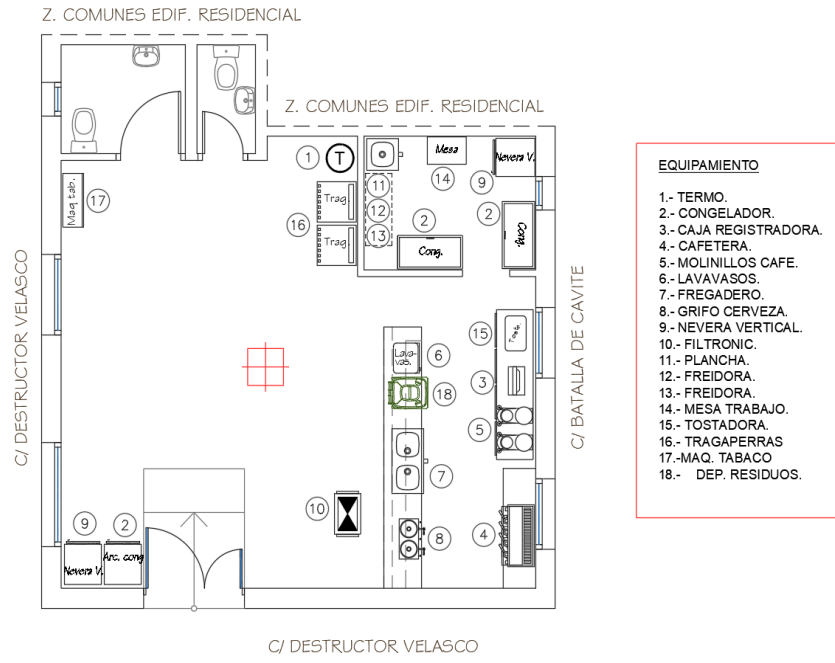 Z. COMUNES EDIF. RESIDENCIAL
Z. COMUNES EDIF. RESIDENCIAL
C/ DESTRUCTOR VELASCO
Maq. tab.
17
1
T
Trag.
16
Trag.
11
12
13
Mesa
14
Nevera V.
9
2
Cong.
2
Cong.
C/ BATALLA DE CAVITE
Lava-
vas.
6
18
15
Tosta.
3
5
7
10
8
4
9
2
Nevera V.
Arc. cong
C/ DESTRUCTOR VELASCO
EQUIPAMIENTO
1.- TERMO.
2.- CONGELADOR.
3.- CAJA REGISTRADORA.
4.- CAFETERA.
5.- MOLINILLOS CAFE.
6.- LAVAVASOS.
7.- FREGADERO.
8.- GRIFO CERVEZA.
9.- NEVERA VERTICAL.
10.- FILTRONIC.
11.- PLANCHA.
12.- FREIDORA.
13.- FREIDORA.
14.- MESA TRABAJO.
15.- TOSTADORA.
16.- TRAGAPERRAS
17.-MAQ. TABACO
18.- DEP. RESIDUOS.